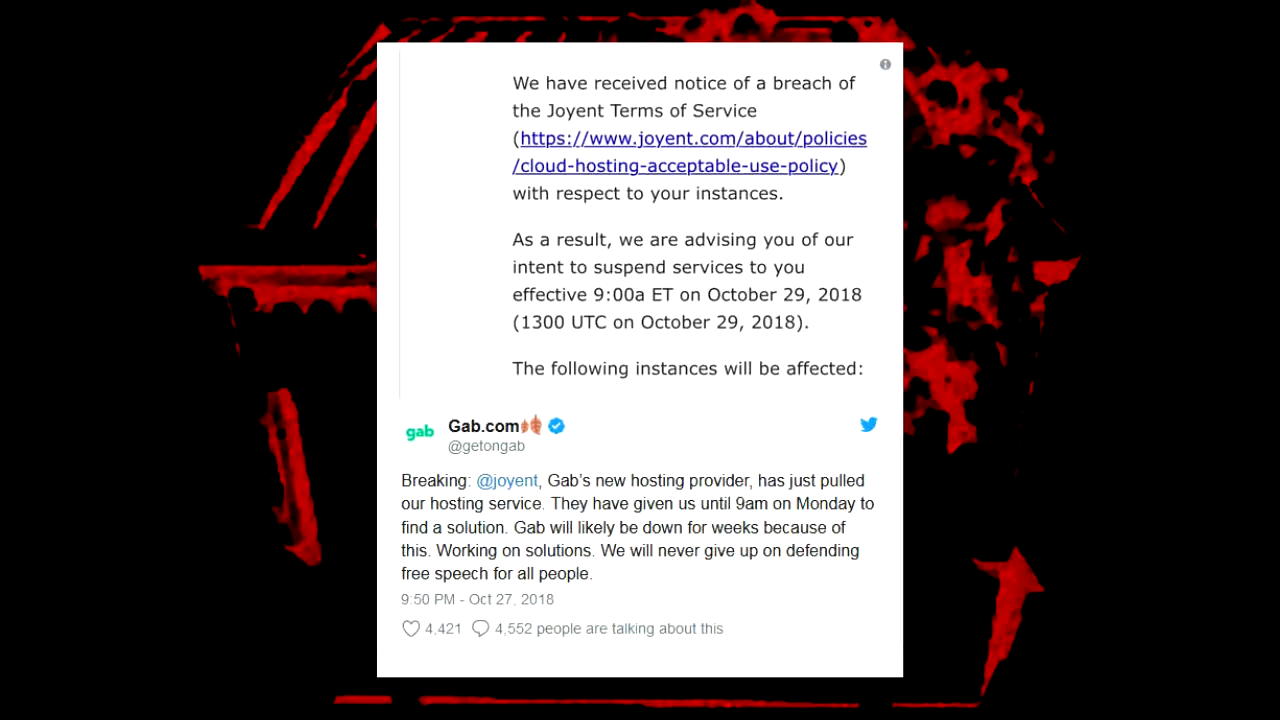 We have received notice of a breach of
the Joyent Terms of Service
(https://www.joyent.com/about/policies
/cloud-hosting-acceptable-use-policy)
with respect to your instances.
As a result, we are advising you of our
intent to suspend services to you
effective 9:00a ET on October 29, 2018
(1300 UTC on October 29, 2018).
The following instances will be affected:
gab
Gab.com
@getongab
Breaking: @joyent, Gab's new hosting provider, has just pulled
our hosting service. They have given us until 9am on Monday to
find a solution. Gab will likely be down for weeks because of
this. Working on solutions. We will never give up on defending
free speech for all people.
9:50 PM - Oct 27, 2018
4,421 4,552 people are talking about this